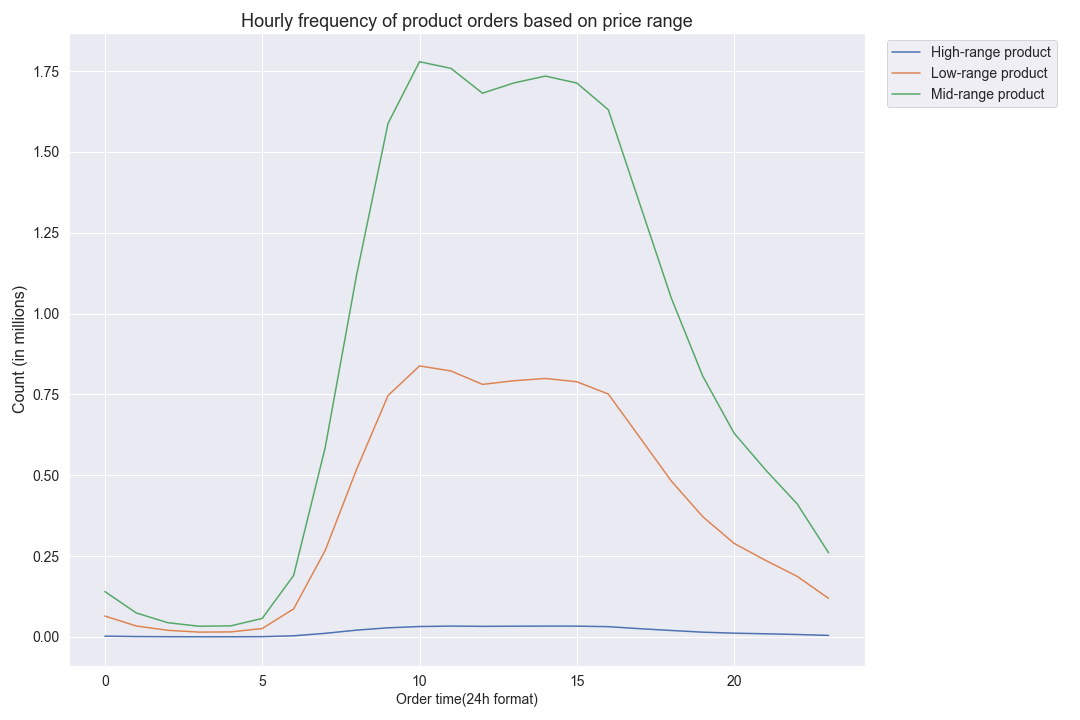 Hourly frequency of product orders based on price range
High-range product
Low-range product
Mid-range product
Count (in millions)
1.75
1.50
1.25
1.00
0.75
0.50
0.25
0.00
0 5 10 15 20
Order time(24h format)